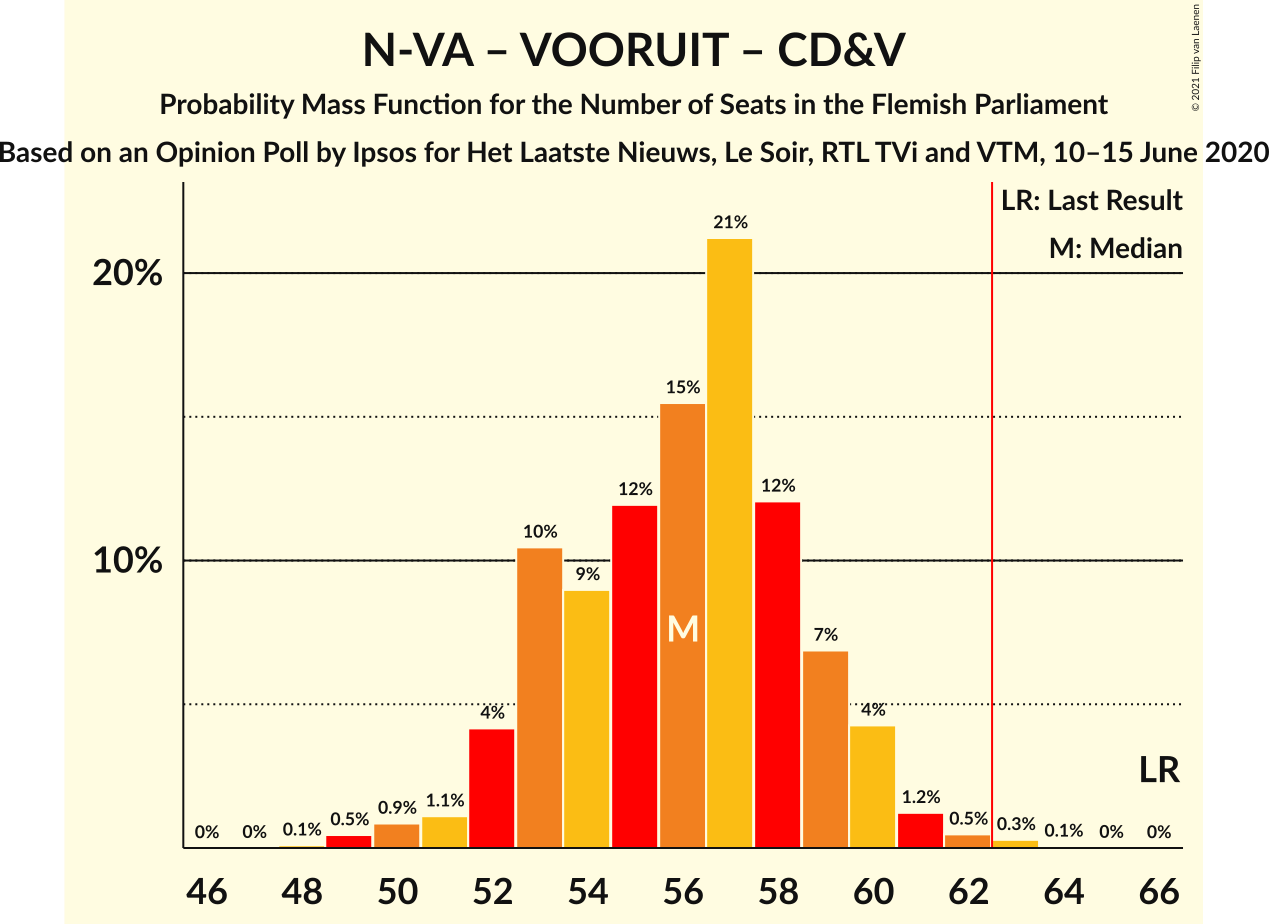 N-VA – VOORUIT – CD&V
Probability Mass Function for the Number of Seats in the Flemish Parliament
Based on an Opinion Poll by Ipsos for Het Laatste Nieuws, Le Soir, RTL TVi and VTM, 10–15 June 2020
© 2021 Filip van Laenen
LR: Last Result
M: Median
20%
10%
0% 0% 0.1% 0.5% 0.9% 1.1% 4% 10% 9% 12% 15% 21% 12% 7% 4% 1.2% 0.5% 0.3% 0.1% 0% 0%
M
LR
46 48 50 52 54 56 58 60 62 64 66